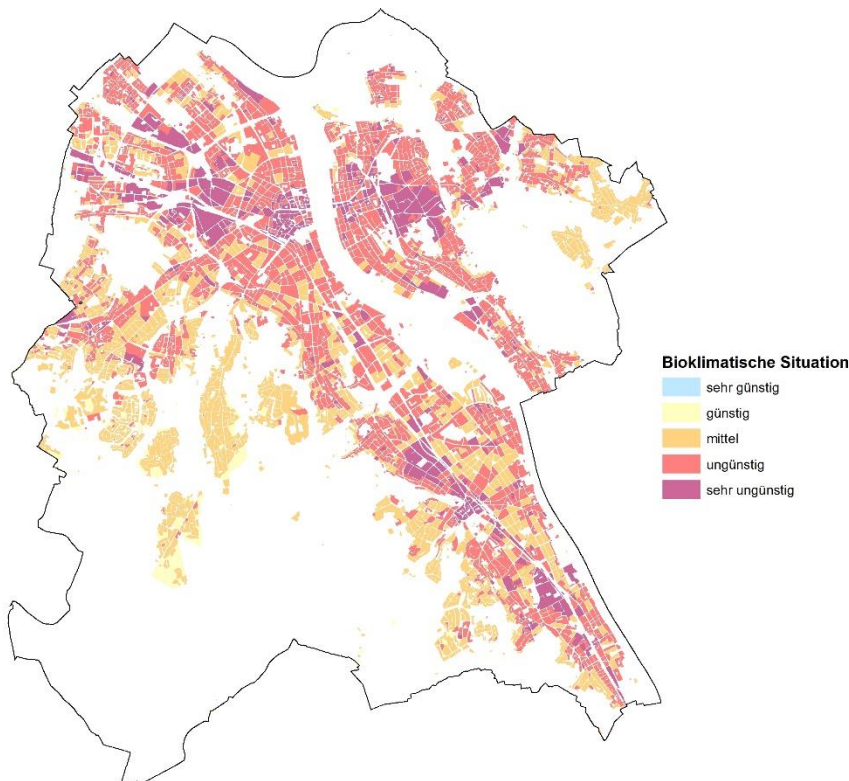 Bioklimatische Situation
sehr günstig
günstig
mittel
ungünstig
sehr ungünstig